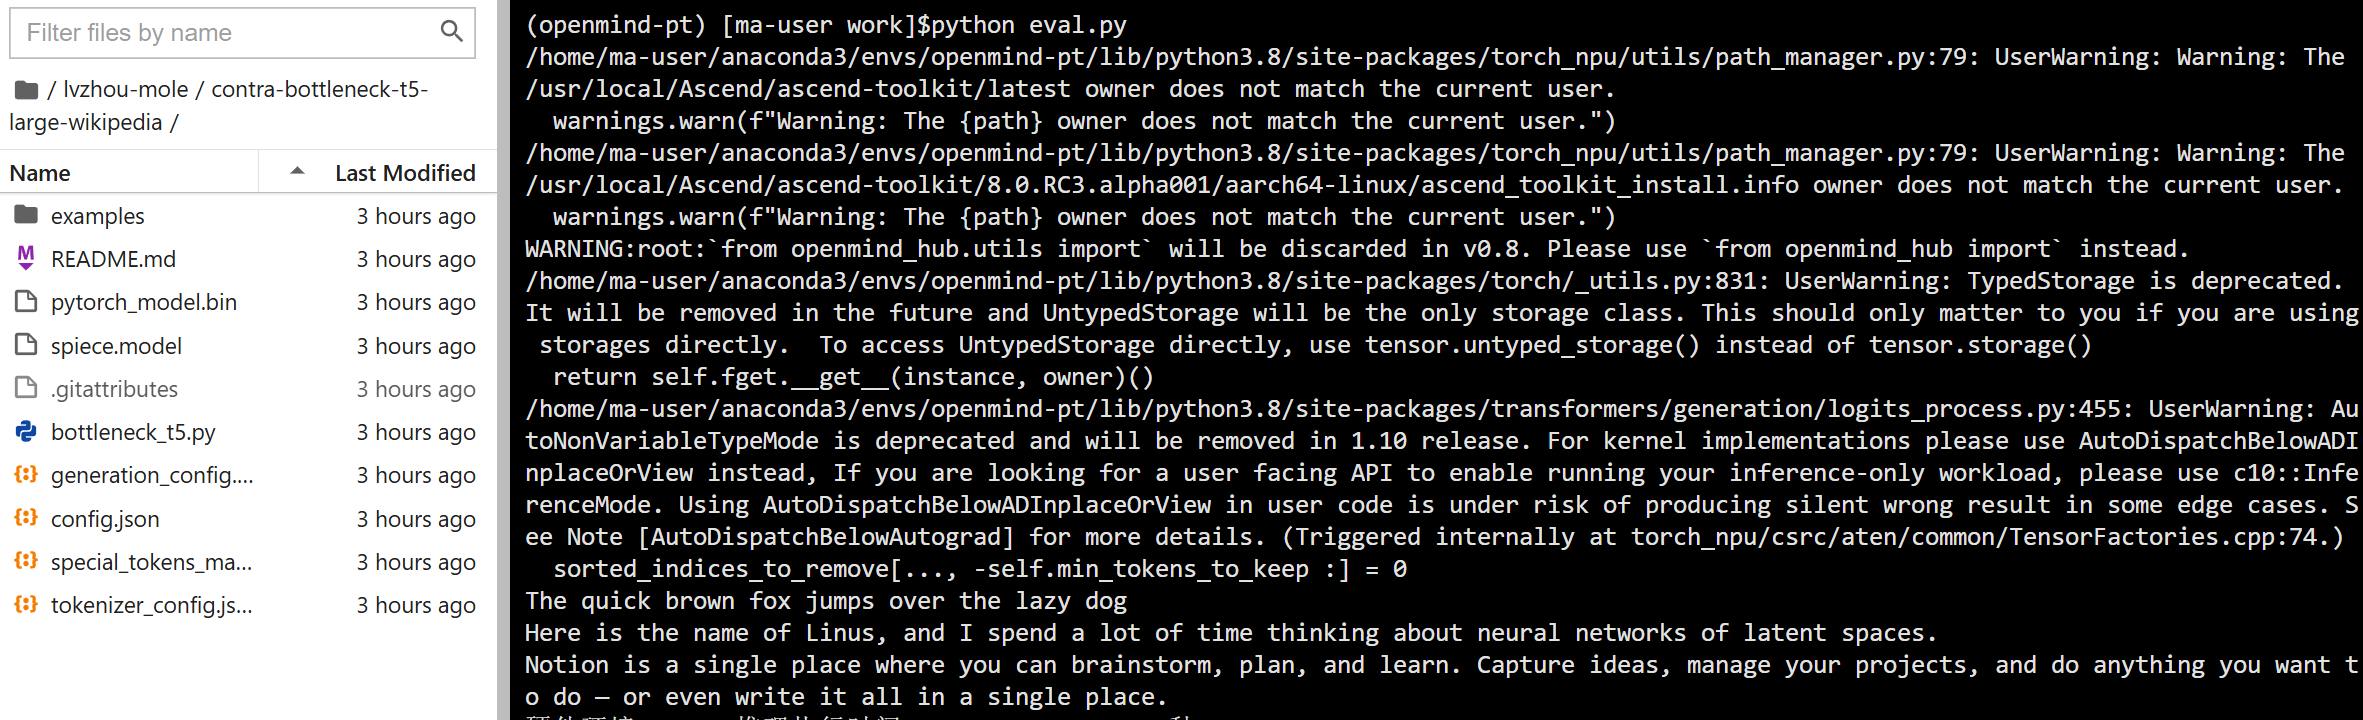 Filter files by name
/ lvzhou-mole / contra-bottleneck-t5-
large-wikipedia /
Name Last Modified
examples 3 hours ago
README.md 3 hours ago
pytorch_model.bin 3 hours ago
spiece.model 3 hours ago
.gitattributes 3 hours ago
bottleneck_t5.py 3 hours ago
generation_config.... 3 hours ago
config.json 3 hours ago
special_tokens_ma... 3 hours ago
tokenizer_config.js... 3 hours ago
(openmind-pt) [ma-user work]$python eval.py
/home/ma-user/anaconda3/envs/openmind-pt/lib/python3.8/site-packages/torch_npu/utils/path_manager.py:79: UserWarning: Warning: The
/usr/local/Ascend/ascend-toolkit/latest owner does not match the current user.
  warnings.warn(f"Warning: The {path} owner does not match the current user.")
/home/ma-user/anaconda3/envs/openmind-pt/lib/python3.8/site-packages/torch_npu/utils/path_manager.py:79: UserWarning: Warning: The
/usr/local/Ascend/ascend-toolkit/8.0.RC3.alpha001/aarch64-linux/ascend_toolkit_install.info owner does not match the current user.
  warnings.warn(f"Warning: The {path} owner does not match the current user.")
WARNING:root:`from openmind_hub.utils import` will be discarded in v0.8. Please use `from openmind_hub import` instead.
/home/ma-user/anaconda3/envs/openmind-pt/lib/python3.8/site-packages/torch/_utils.py:831: UserWarning: TypedStorage is deprecated.
It will be removed in the future and UntypedStorage will be the only storage class. This should only matter to you if you are using
 storages directly.  To access UntypedStorage directly, use tensor.untyped_storage() instead of tensor.storage()
  return self.fget.__get__(instance, owner)()
/home/ma-user/anaconda3/envs/openmind-pt/lib/python3.8/site-packages/transformers/generation/logits_process.py:455: UserWarning: Au
toNonVariableTypeMode is deprecated and will be removed in 1.10 release. For kernel implementations please use AutoDispatchBelowADI
nplaceOrView instead, If you are looking for a user facing API to enable running your inference-only workload, please use c10::Infe
renceMode. Using AutoDispatchBelowADInplaceOrView in user code is under risk of producing silent wrong result in some edge cases. S
ee Note [AutoDispatchBelowAutograd] for more details. (Triggered internally at torch_npu/csrc/aten/common/TensorFactories.cpp:74.)
  sorted_indices_to_remove[..., -self.min_tokens_to_keep :] = 0
The quick brown fox jumps over the lazy dog
Here is the name of Linus, and I spend a lot of time thinking about neural networks of latent spaces.
Notion is a single place where you can brainstorm, plan, and learn. Capture ideas, manage your projects, and do anything you want t
o do — or even write it all in a single place.